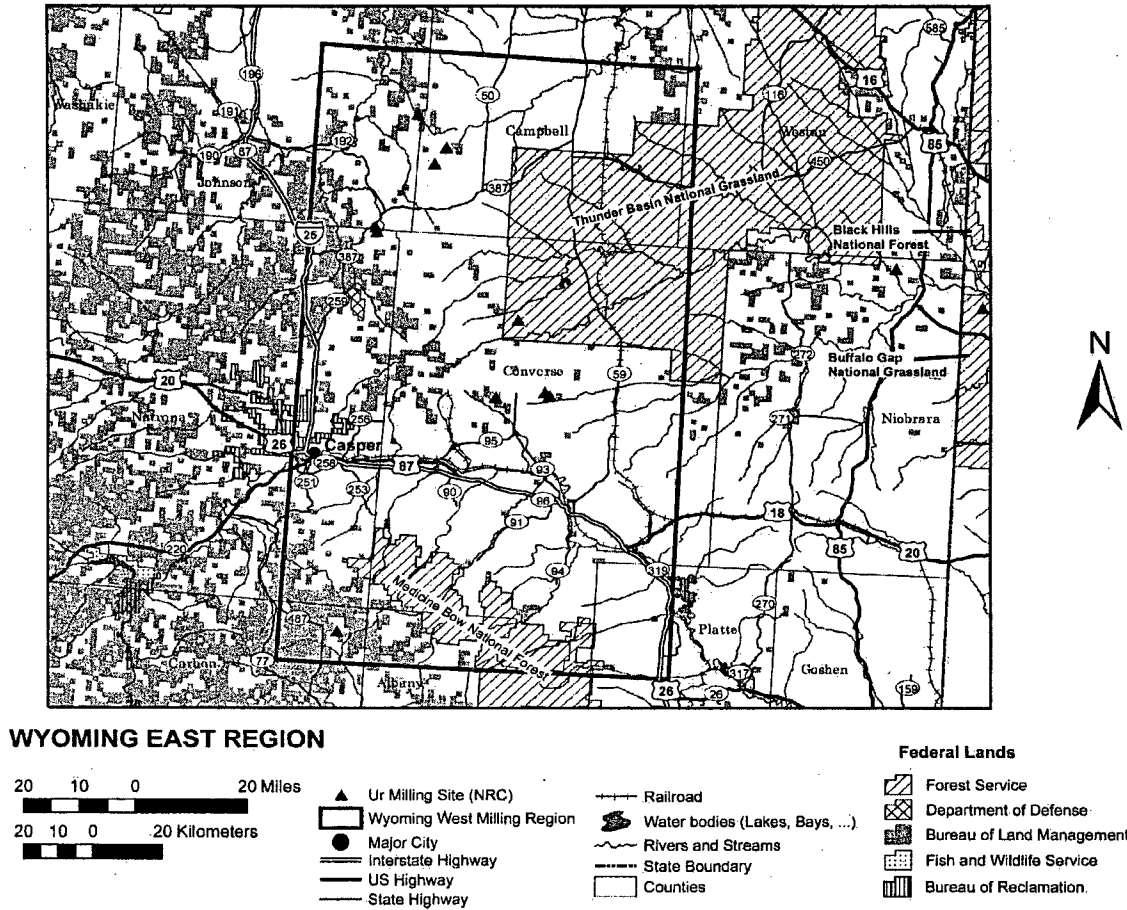 196
50
16
585
116
Washakie
Campbell
Weston
191
192
85
190
87
450
Johnson
387
Thunder Basin National Grassland
25
Black Hills
National Forest
387
259
Buffalo Gap
National Grassland
272
20
Converse
59
Natrona
256
271
Niobrara
26
Casper
95
258
87
93
251
253
90
96
18
91
85
20
220
94
319
Medicine Bow National Forest
270
487
Platte
Carbon
77
Albany
317
Goshen
26
26
159
N
WYOMING EAST REGION
20 10 0 20 Miles
20 10 0 20 Kilometers
Ur Milling Site (NRC)
Wyoming West Milling Region
Major City
Interstate Highway
US Highway
State Highway
Railroad
Water bodies (Lakes, Bays, ...)
Rivers and Streams
State Boundary
Counties
Federal Lands
Forest Service
Department of Defense
Bureau of Land Management
Fish and Wildlife Service
Bureau of Reclamation